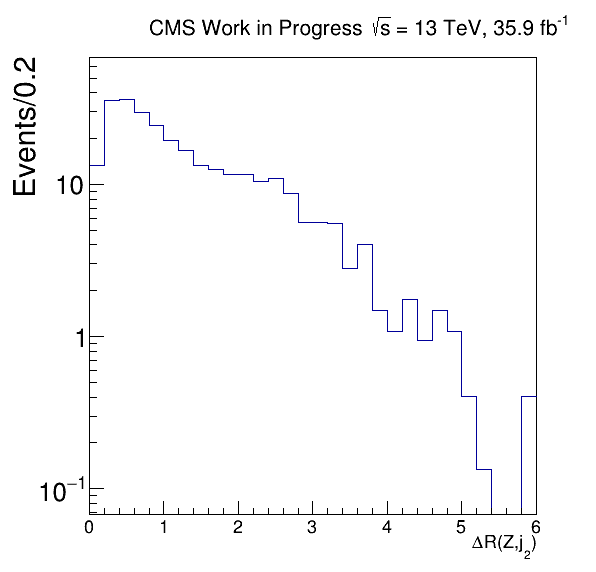 CMS Work in Progress √s = 13 TeV, 35.9 fb⁻¹
Events/0.2
10
1
10⁻¹
0 1 2 3 4 5 6
ΔR(Z,j₂)